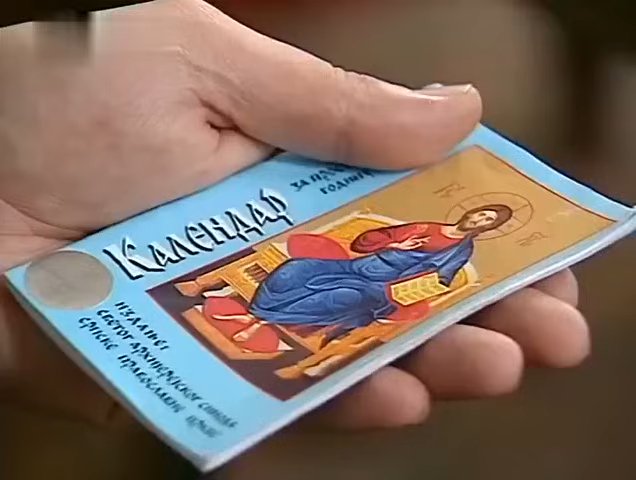 Календар
за
издање:
Светог архијерејског синода
Српске православне цркве